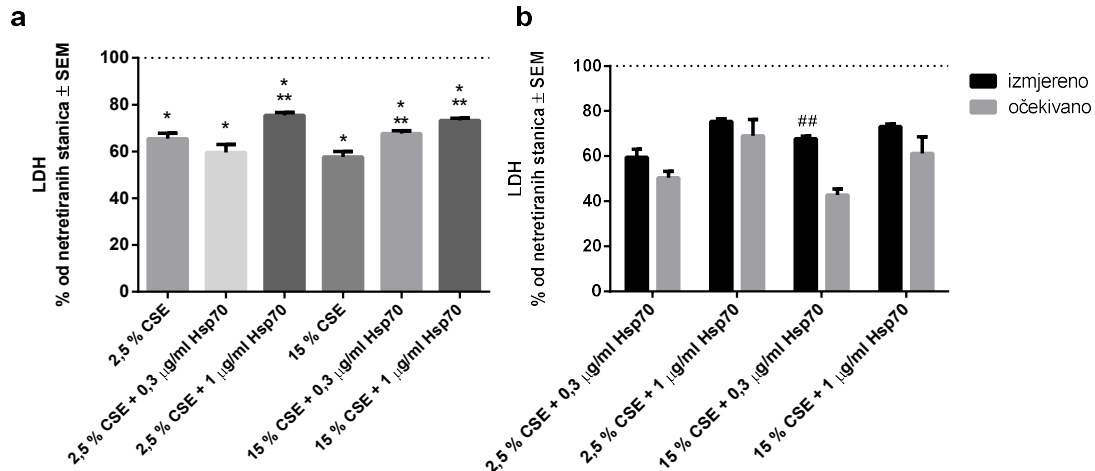 a
LDH
% od netretiranih stanica ± SEM
100
80
60
40
20
0
*
*
*
**
*
*
**
*
**
2,5 % CSE
2,5 % CSE + 0,3 µg/ml Hsp70
2,5 % CSE + 1 µg/ml Hsp70
15 % CSE
15 % CSE + 0,3 µg/ml Hsp70
15 % CSE + 1 µg/ml Hsp70
b
LDH
% od netretiranih stanica ± SEM
100
80
60
40
20
0
##
2,5 % CSE + 0,3 µg/ml Hsp70
2,5 % CSE + 1 µg/ml Hsp70
15 % CSE + 0,3 µg/ml Hsp70
15 % CSE + 1 µg/ml Hsp70
izmjereno
očekivano